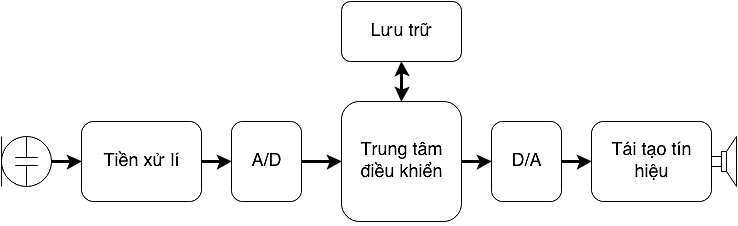 Lưu trữ
Tiền xử lí
A/D
Trung tâm
điều khiển
D/A
Tái tạo tín
hiệu